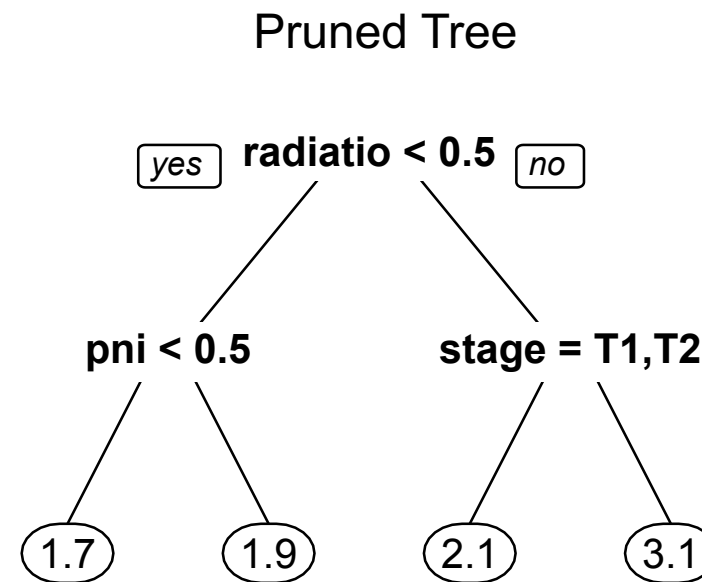 Pruned Tree
yes radiatio < 0.5 no
pni < 0.5 stage = T1,T2
1.7 1.9 2.1 3.1